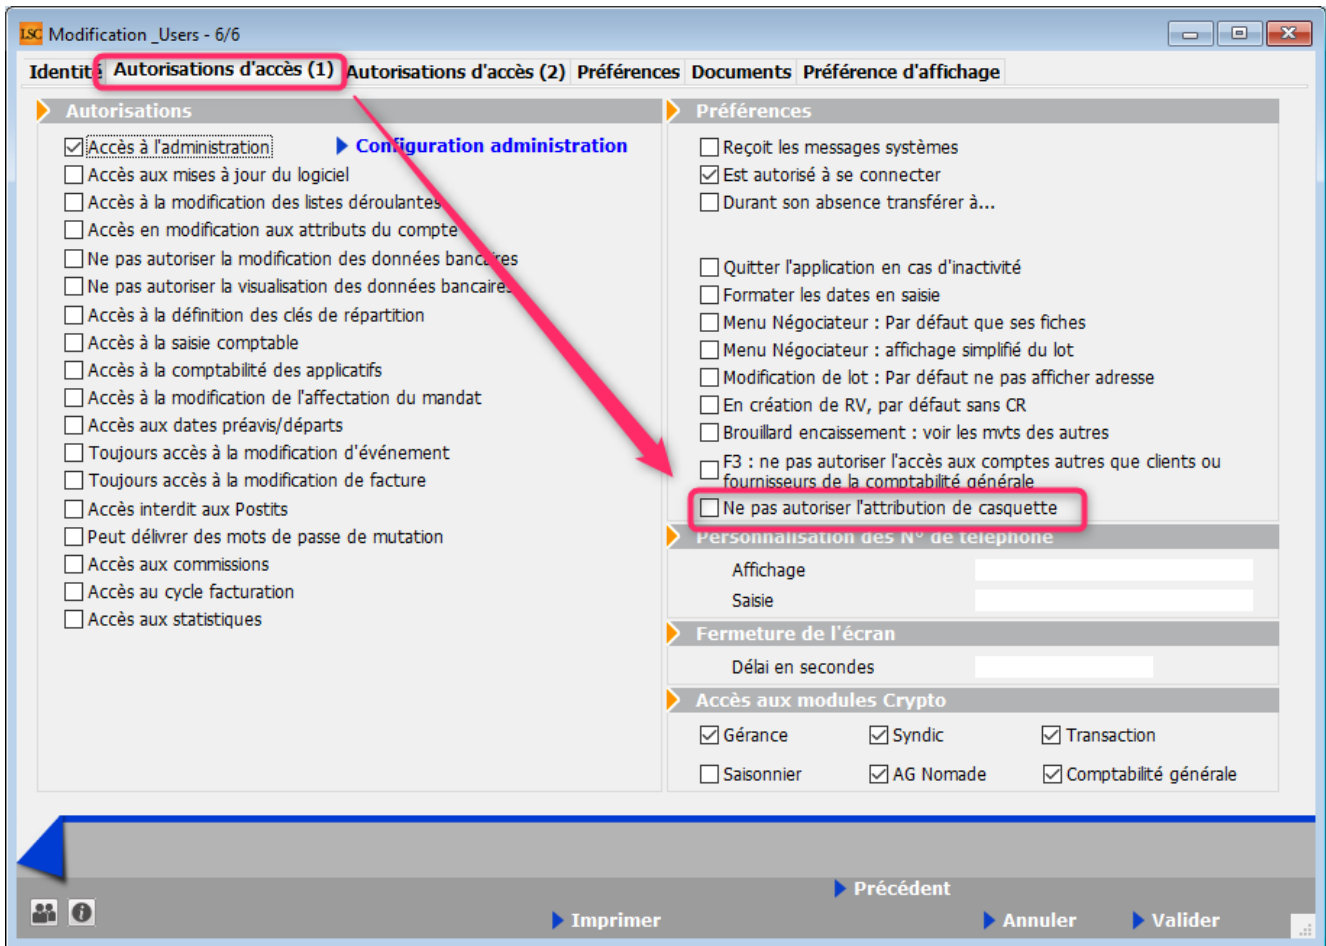 LSC Modification _Users - 6/6
Identité Autorisations d'accès (1) Autorisations d'accès (2) Préférences Documents Préférence d'affichage
Autorisations
Accès à l'administration Configuration administration
Accès aux mises à jour du logiciel
Accès à la modification des listes déroulantes
Accès en modification aux attributs du compte
Ne pas autoriser la modification des données bancaires
Ne pas autoriser la visualisation des données bancaires
Accès à la définition des clés de répartition
Accès à la saisie comptable
Accès à la comptabilité des applicatifs
Accès à la modification de l'affectation du mandat
Accès aux dates préavis/départs
Toujours accès à la modification d'événement
Toujours accès à la modification de facture
Accès interdit aux Postits
Peut délivrer des mots de passe de mutation
Accès aux commissions
Accès au cycle facturation
Accès aux statistiques
Préférences
Reçoit les messages systèmes
Est autorisé à se connecter
Durant son absence transférer à...
Quitter l'application en cas d'inactivité
Formater les dates en saisie
Menu Négociateur : Par défaut que ses fiches
Menu Négociateur : affichage simplifié du lot
Modification de lot : Par défaut ne pas afficher adresse
En création de RV, par défaut sans CR
Brouillard encaissement : voir les mvts des autres
F3 : ne pas autoriser l'accès aux comptes autres que clients ou
fournisseurs de la comptabilité générale
Ne pas autoriser l'attribution de casquette
Personnalisation des N° de téléphone
Affichage
Saisie
Fermeture de l'écran
Délai en secondes
Accès aux modules Crypto
Gérance Syndic Transaction
Saisonnier AG Nomade Comptabilité générale
Précédent
Imprimer Annuler Valider